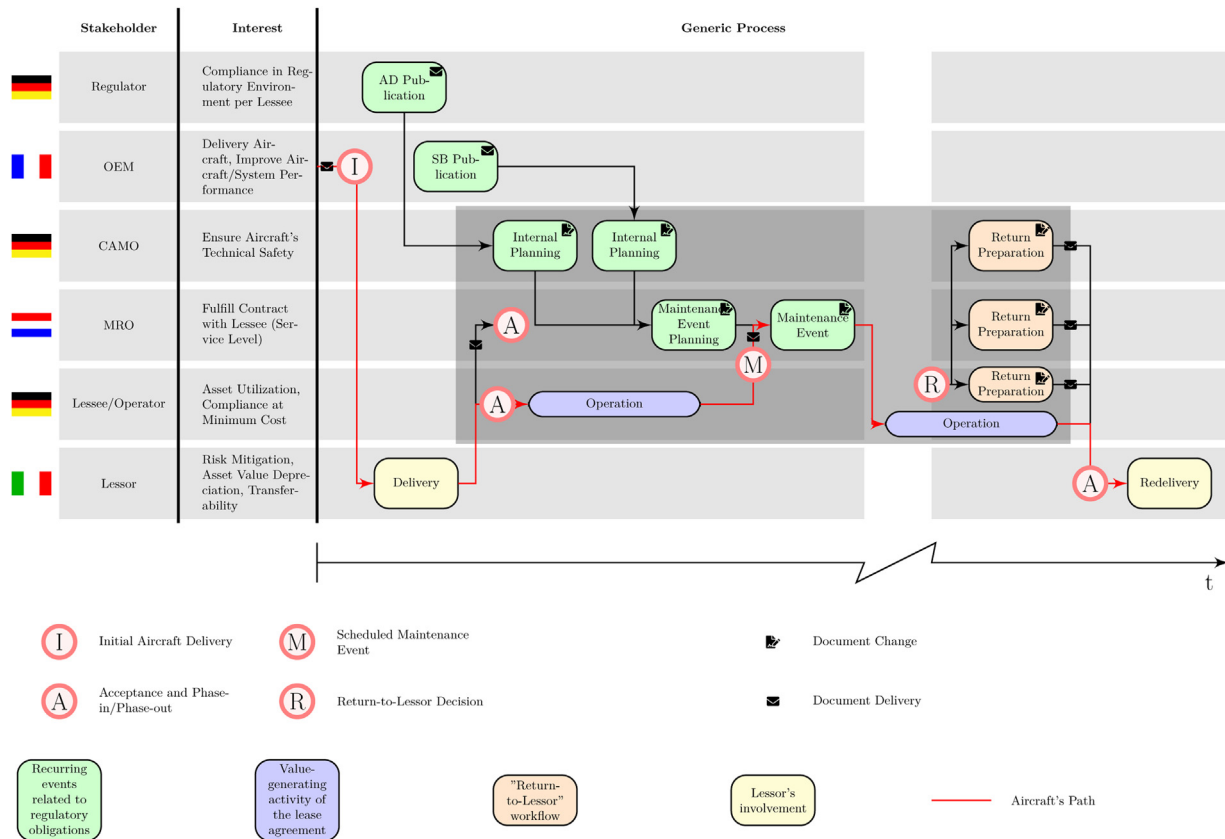 Stakeholder
Interest
Generic Process
Regulator
Compliance in Reg-
ulatory Environ-
ment per Lessee
AD Pub-
lication
OEM
Delivery Air-
craft, Improve Air-
craft/System Per-
formance
I
SB Pub-
lication
CAMO
Ensure Aircraft's
Technical Safety
Internal
Planning
Internal
Planning
Return
Preparation
MRO
Fulfill Contract
with Lessee (Ser-
vice Level)
A
Maintenance
Event
Planning
M
Maintenance
Event
Return
Preparation
Lessee/Operator
Asset Utilization,
Compliance at
Minimum Cost
A
Operation
R
Return
Preparation
Operation
Lessor
Risk Mitigation,
Asset Value Depre-
ciation, Transfer-
ability
Delivery
A
Redelivery
t
I
Initial Aircraft Delivery
M
Scheduled Maintenance
Event
Document Change
A
Acceptance and Phase-
in/Phase-out
R
Return-to-Lessor Decision
Document Delivery
Recurring
events
related to
regulatory
obligations
Value-
generating
activity of
the lease
agreement
”Return-
to-Lessor”
workflow
Lessor's
involvement
Aircraft's Path